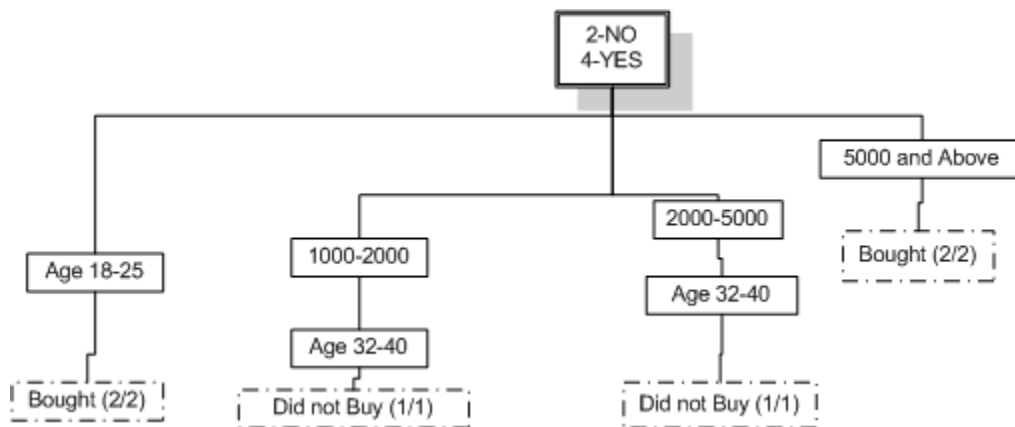 2-NO
4-YES
5000 and Above
2000-5000
1000-2000
Bought (2/2)
Age 18-25
Age 32-40
Age 32-40
Bought (2/2)
Did not Buy (1/1)
Did not Buy (1/1)